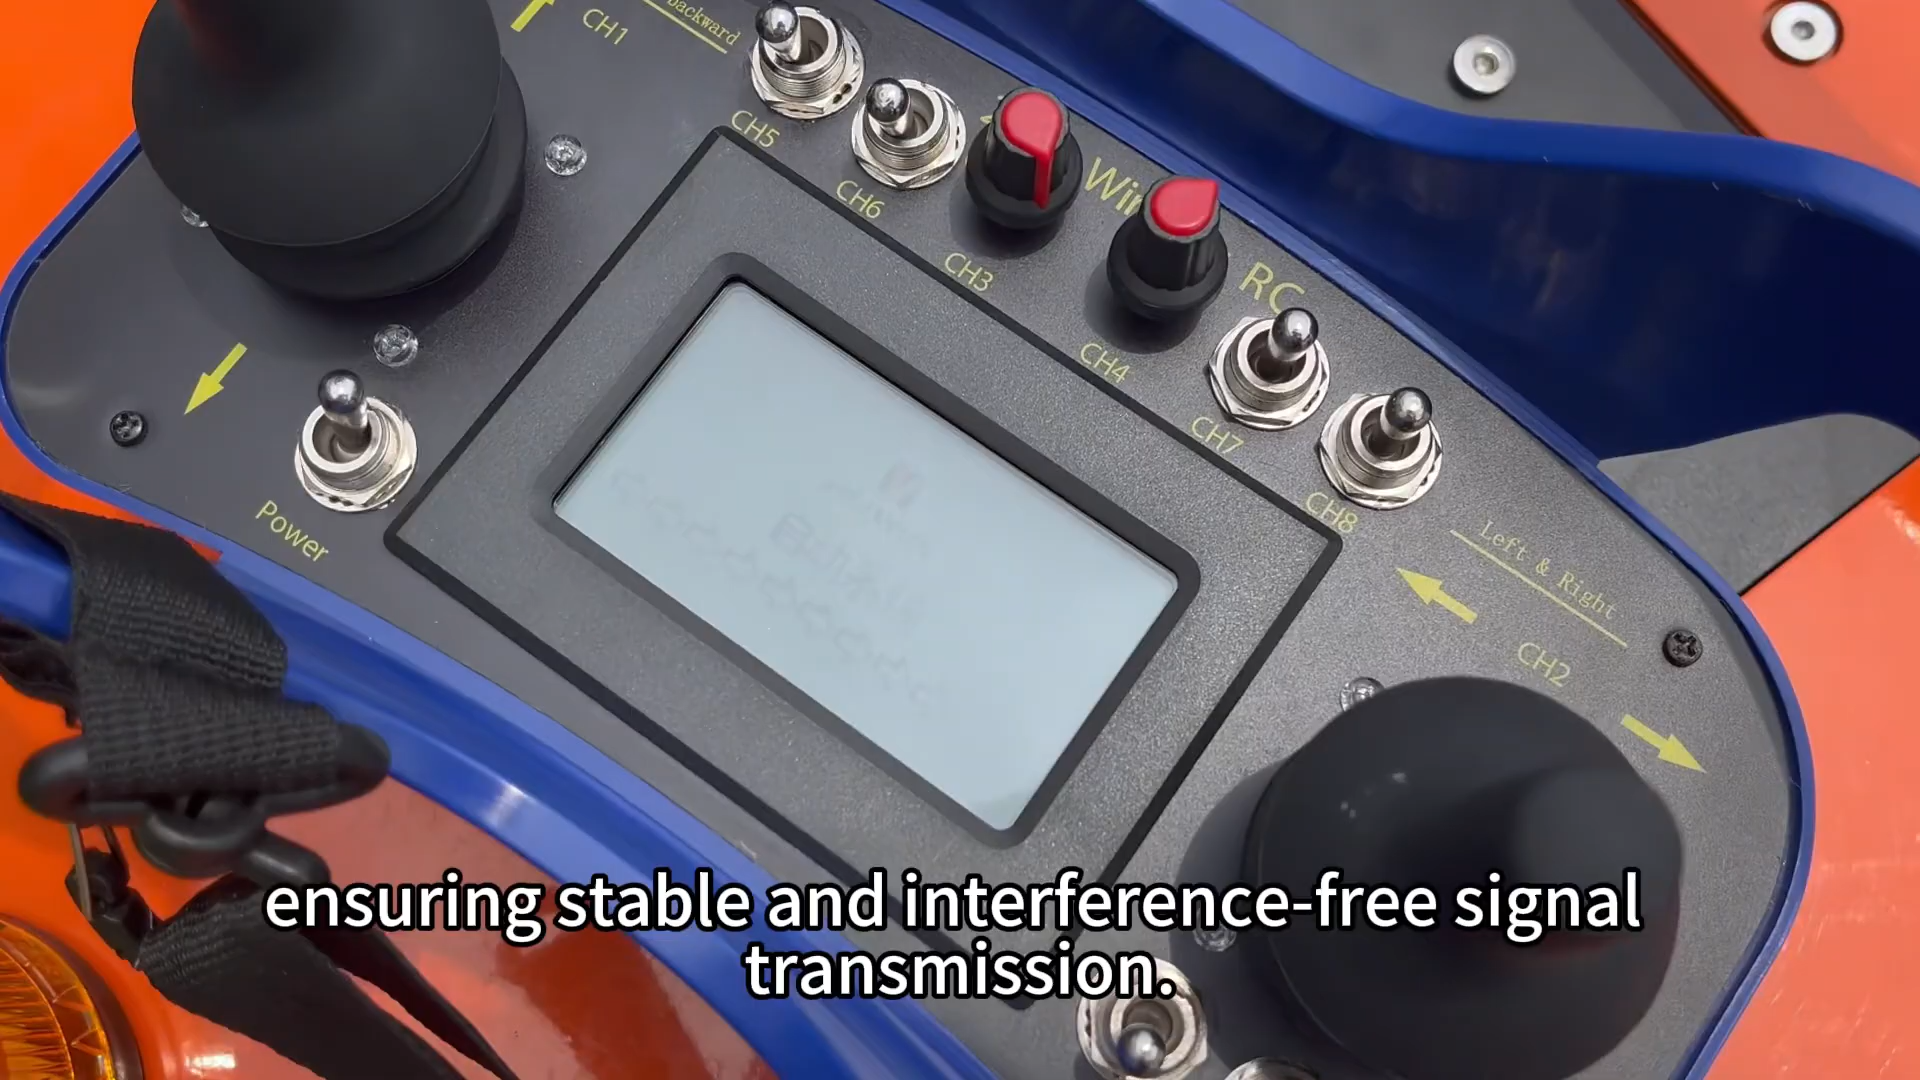 CH1
backward
CH5
CH6
CH3
CH4
RC
CH7
CH8
Left & Right
CH2
Power
ensuring stable and interference-free signal
transmission.